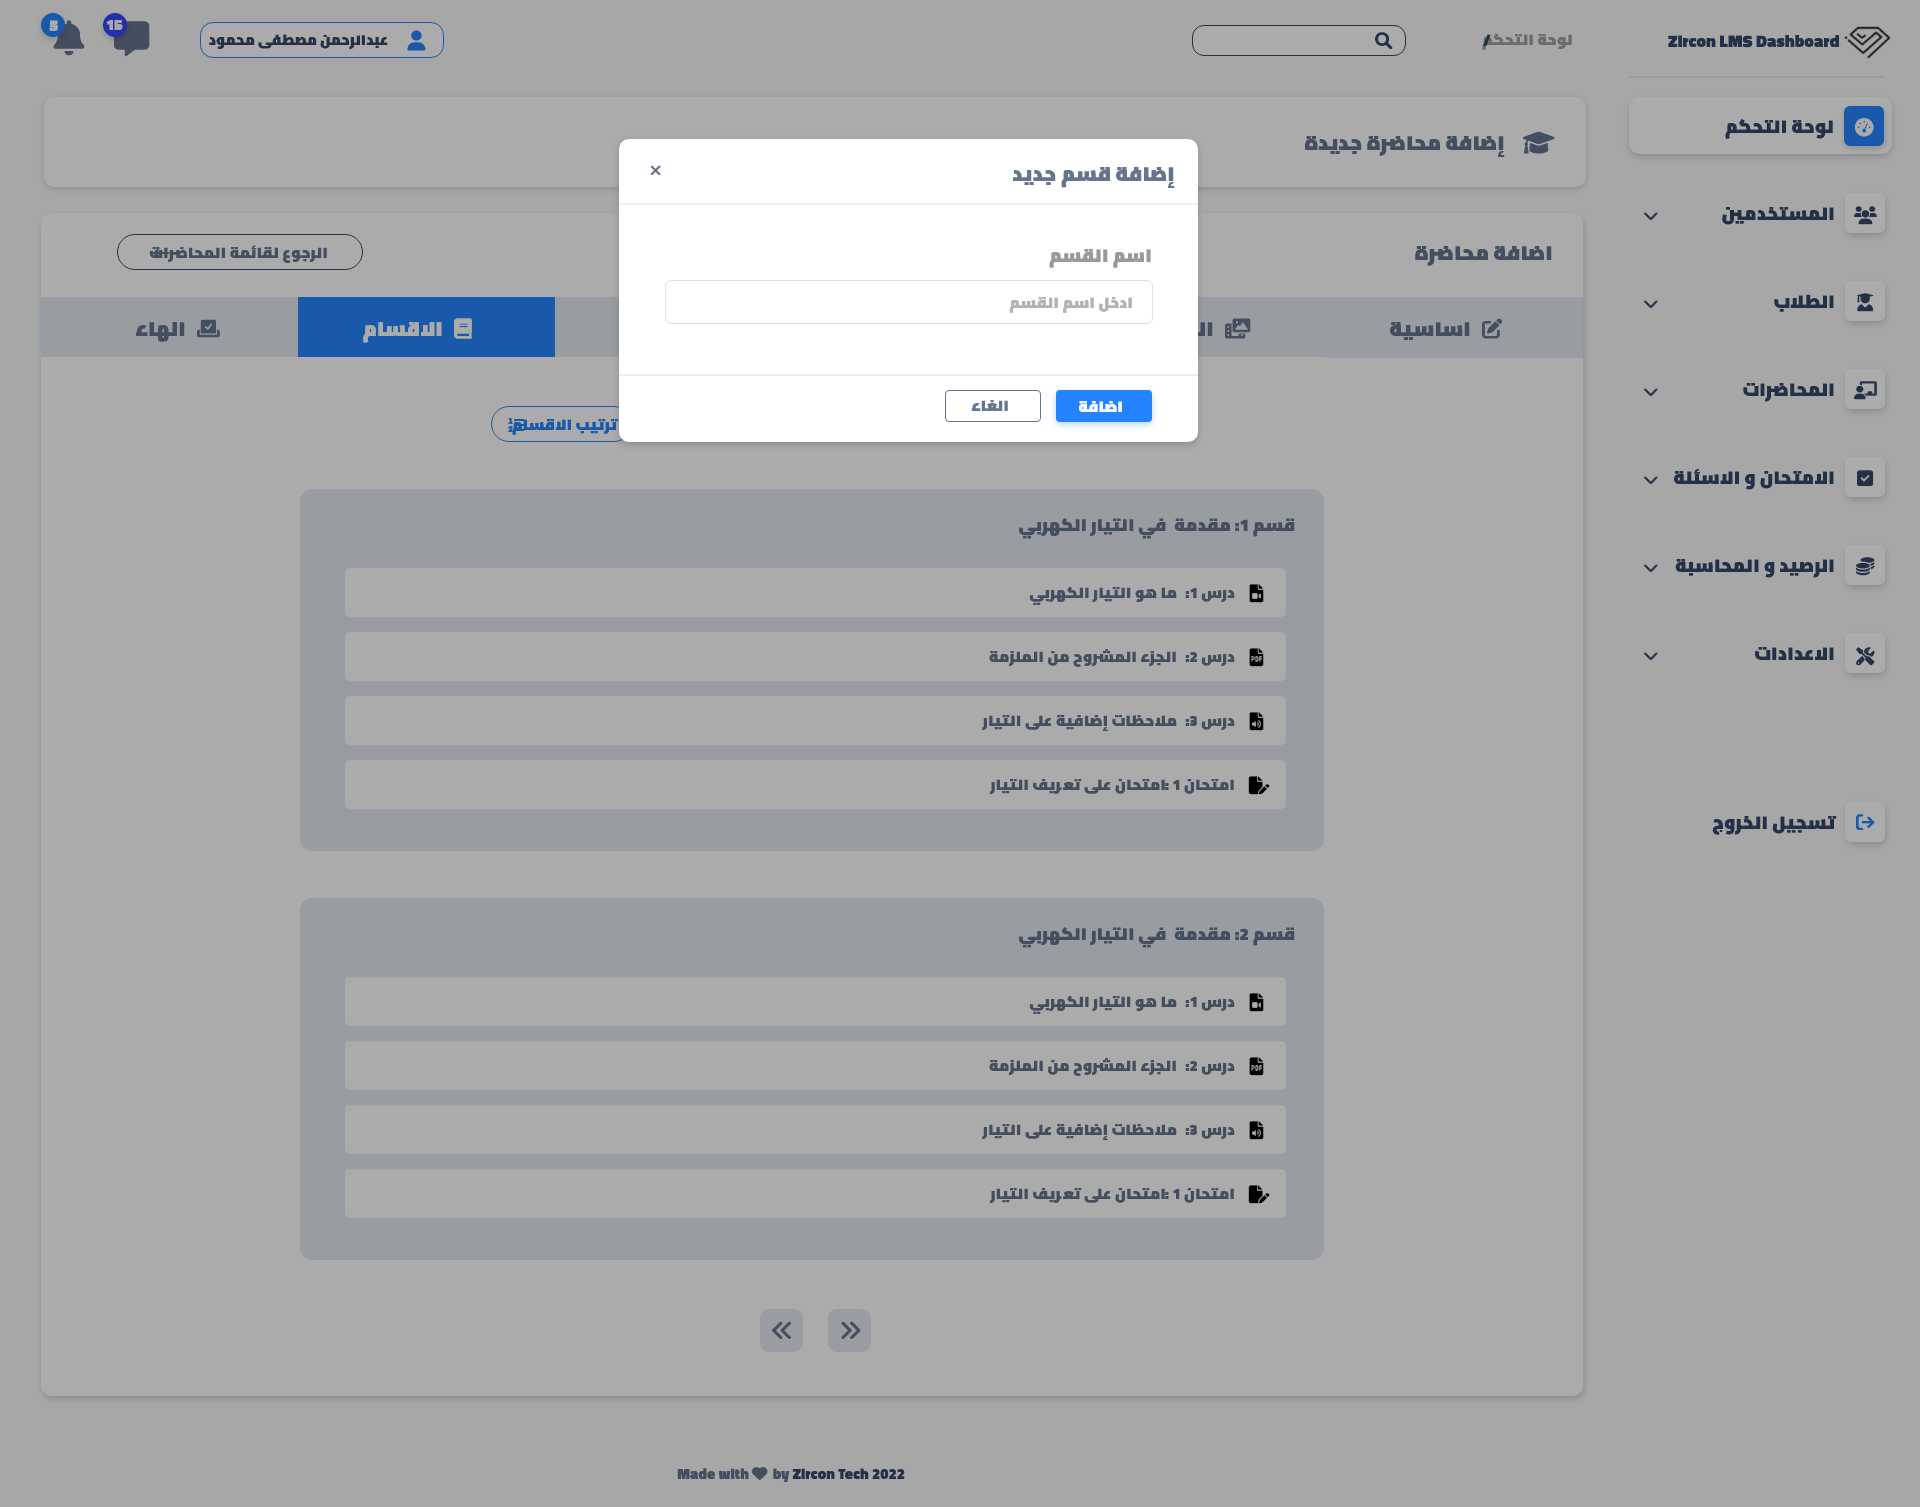 Zircon LMS Dashboard
لوحة التحكم /
عبدالرحمن مصطفى محمود
15
5
لوحة التحكم
المستخدمين
الطلاب
المحاضرات
الامتحان و الاسئلة
الرصيد و المحاسبة
الاعدادات
تسجيل الخروج
إضافة محاضرة جديدة
اضافة محاضرة
الرجوع لقائمة المحاضرات
اساسية
الاقسام
الهاء
ترتيب الاقسام
إضافة قسم جديد
×
اسم القسم
ادخل اسم القسم
اضافة
الغاء
قسم 1: مقدمة في التيار الكهربي
درس 1: ما هو التيار الكهربي
درس 2: الجزء المشروح من الملزمة
درس 3: ملاحظات إضافية على التيار
امتحان 1 :امتحان على تعريف التيار
قسم 2: مقدمة في التيار الكهربي
درس 1: ما هو التيار الكهربي
درس 2: الجزء المشروح من الملزمة
درس 3: ملاحظات إضافية على التيار
امتحان 1 :امتحان على تعريف التيار
Made with by Zircon Tech 2022